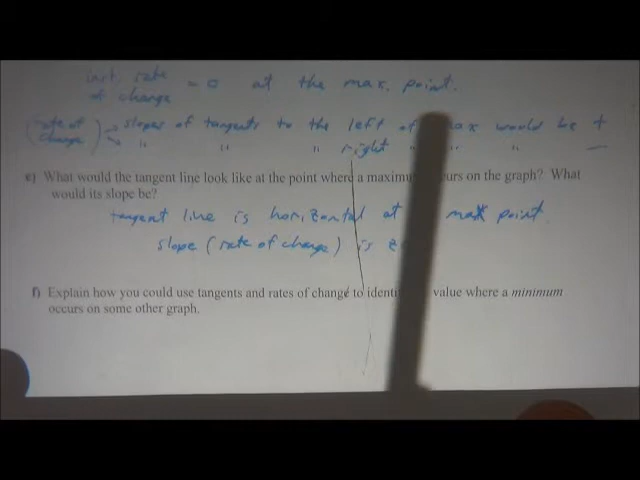 inst. rate = 0 at the max. point.
of change
(rate of change) slopes of tangents to the left of max would be +
" " " right " " " —
e) What would the tangent line look like at the point where a maximum occurs on the graph? What
would its slope be?
tangent line is horizontal at max point.
slope (rate of change) is
f) Explain how you could use tangents and rates of change to identify value where a minimum
occurs on some other graph.